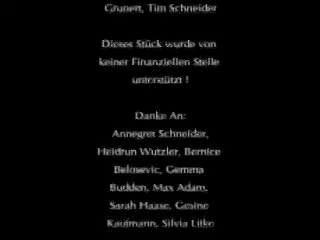 Grunert, Tim Schneider
Dieses Stück wurde von
keiner Finanziellen Stelle
unterstützt !
Danke An:
Annegret Schneider,
Heidrun Wutzler, Bernice
Belosevic, Gemma
Budden, Max Adam,
Sarah Haase, Gesine
Kaufmann, Silvia Litke